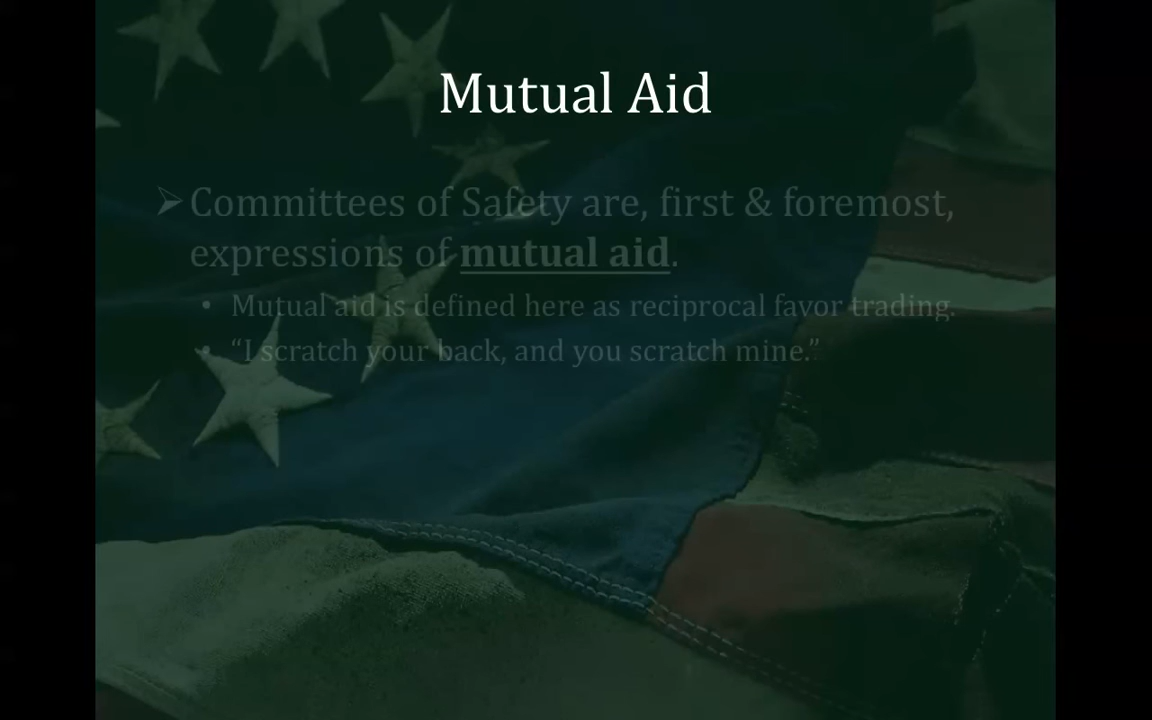 Mutual Aid
➢ Committees of Safety are, first & foremost,
expressions of mutual aid.
• Mutual aid is defined here as reciprocal favor trading.
• “I scratch your back, and you scratch mine.”